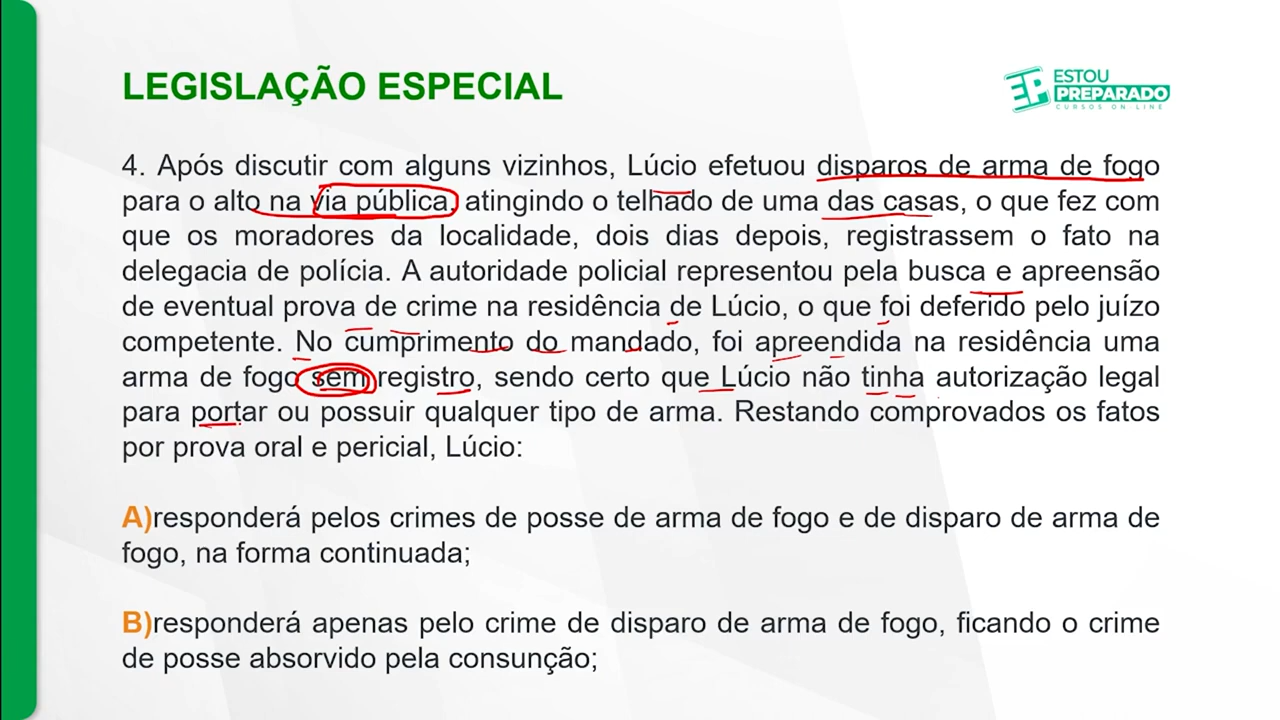 LEGISLAÇÃO ESPECIAL
ESTOU
PREPARADO
CURSOS ON-LINE
4. Após discutir com alguns vizinhos, Lúcio efetuou disparos de arma de fogo
para o alto na via pública, atingindo o telhado de uma das casas, o que fez com
que os moradores da localidade, dois dias depois, registrassem o fato na
delegacia de polícia. A autoridade policial representou pela busca e apreensão
de eventual prova de crime na residência de Lúcio, o que foi deferido pelo juízo
competente. No cumprimento do mandado, foi apreendida na residência uma
arma de fogo sem registro, sendo certo que Lúcio não tinha autorização legal
para portar ou possuir qualquer tipo de arma. Restando comprovados os fatos
por prova oral e pericial, Lúcio:
A)responderá pelos crimes de posse de arma de fogo e de disparo de arma de
fogo, na forma continuada;
B)responderá apenas pelo crime de disparo de arma de fogo, ficando o crime
de posse absorvido pela consunção;